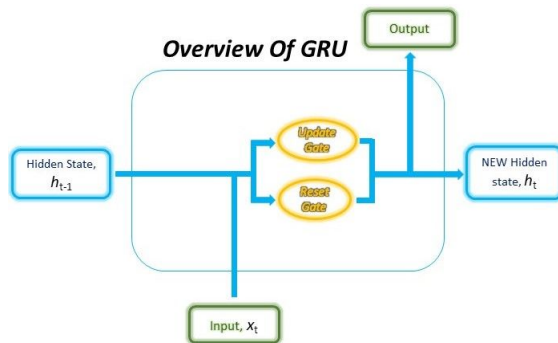 Output
Overview Of GRU
Update
Gate
Hidden State,
h_{t-1}
NEW Hidden
state, h_t
Reset
Gate
Input, x_t